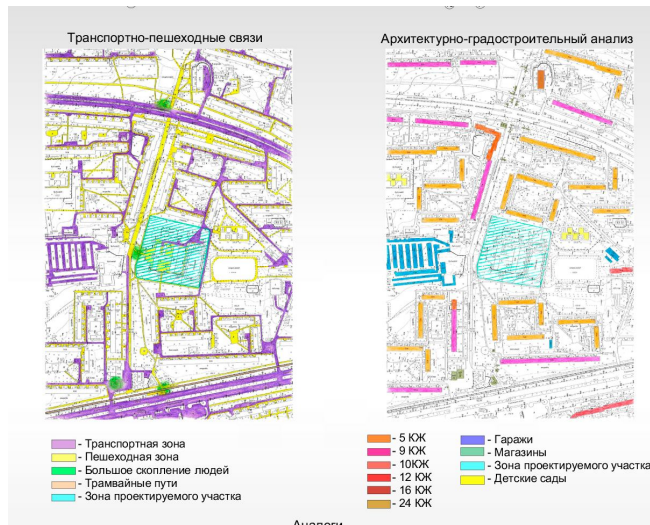 Транспортно-пешеходные связи
Архитектурно-градостроительный анализ
- Транспортная зона
- Пешеходная зона
- Большое скопление людей
- Трамвайные пути
- Зона проектируемого участка
- 5 КЖ
- 9 КЖ
- 10КЖ
- 12 КЖ
- 16 КЖ
- 24 КЖ
- Гаражи
- Магазины
- Зона проектируемого участка
- Детские сады
Аналоги